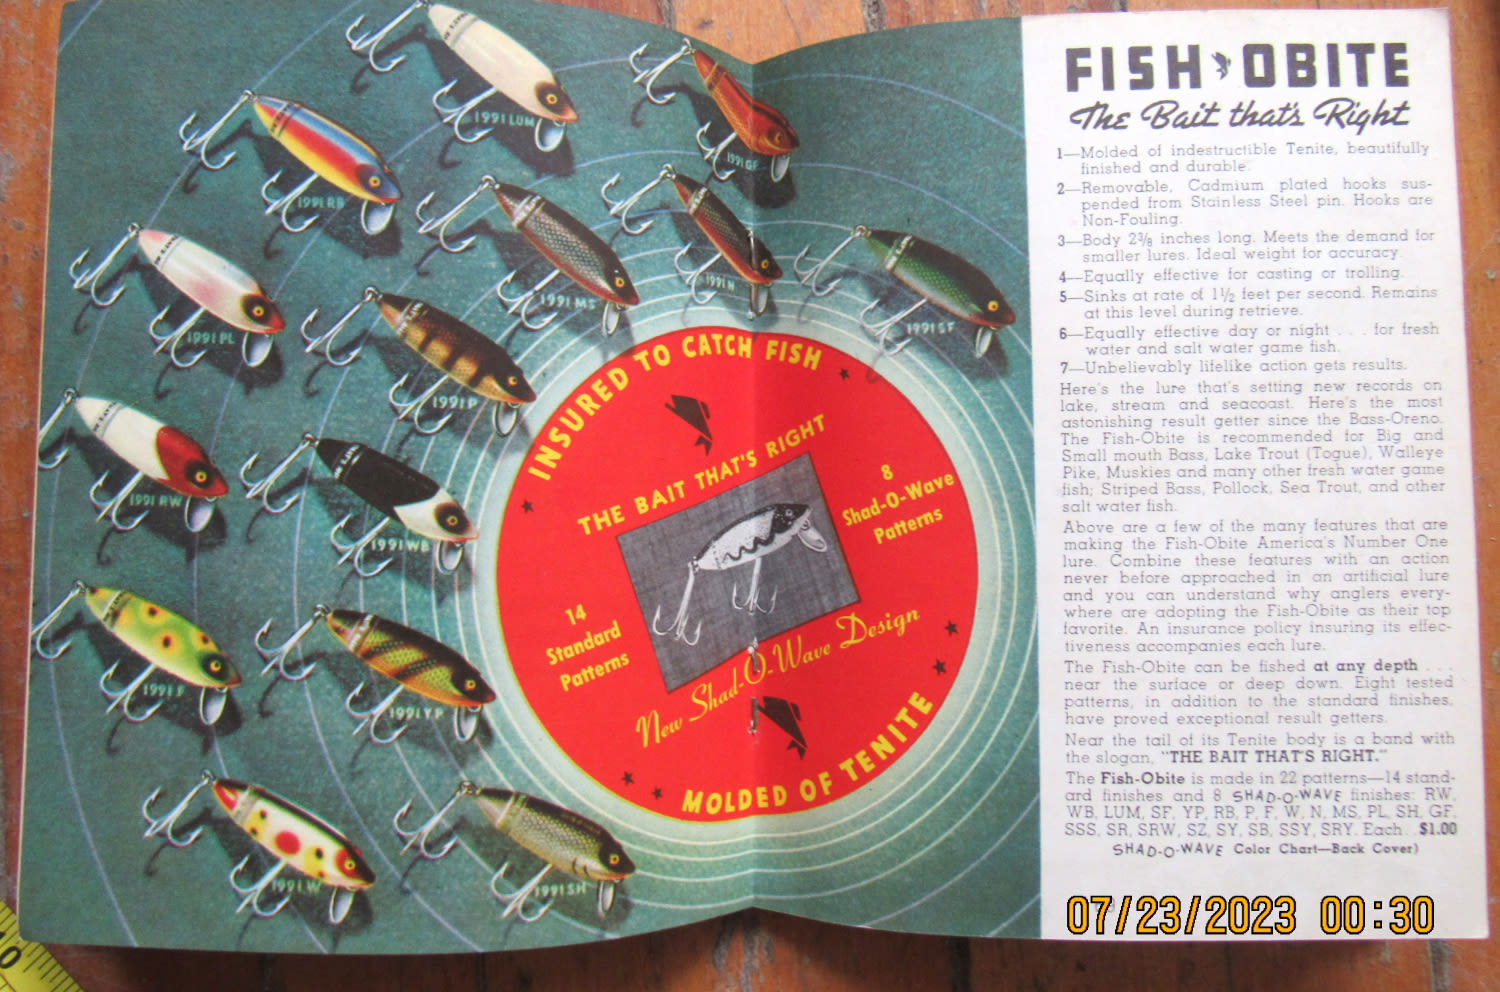 1991 LUM
1991 GF
1991 RB
1991 MS
1991 N
1991 SF
1991 PL
1991 P
1991 RW
1991 WB
1991 F
1991 YP
1991 W
1991 SH
INSURED TO CATCH FISH
THE BAIT THAT'S RIGHT
8
Shad-O-Wave
Patterns
14
Standard
Patterns
New Shad-O-Wave Design
MOLDED OF TENITE
FISH OBITE
The Bait that's Right
1—Molded of indestructible Tenite, beautifully
finished and durable.
2—Removable, Cadmium plated hooks sus-
pended from Stainless Steel pin. Hooks are
Non-Fouling.
3—Body 2⅜ inches long. Meets the demand for
smaller lures. Ideal weight for accuracy.
4—Equally effective for casting or trolling.
5—Sinks at rate of 1½ feet per second. Remains
at this level during retrieve.
6—Equally effective day or night . . . for fresh
water and salt water game fish.
7—Unbelievably lifelike action gets results.
Here's the lure that's setting new records on
lake, stream and seacoast. Here's the most
astonishing result getter since the Bass-Oreno.
The Fish-Obite is recommended for Big and
Small mouth Bass, Lake Trout (Togue), Walleye
Pike, Muskies and many other fresh water game
fish; Striped Bass, Pollock, Sea Trout, and other
salt water fish.
Above are a few of the many features that are
making the Fish-Obite America's Number One
lure. Combine these features with an action
never before approached in an artificial lure
and you can understand why anglers every-
where are adopting the Fish-Obite as their top
favorite. An insurance policy insuring its effec-
tiveness accompanies each lure.
The Fish-Obite can be fished at any depth . . .
near the surface or deep down. Eight tested
patterns, in addition to the standard finishes,
have proved exceptional result getters.
Near the tail of its Tenite body is a band with
the slogan, "THE BAIT THAT'S RIGHT."
The Fish-Obite is made in 22 patterns—14 stand-
ard finishes and 8 SHAD-O-WAVE finishes: RW,
WB, LUM, SF, YP, RB, P, F, W, N, MS, PL, SH, GF,
SSS, SR, SRW, SZ, SY, SB, SSY, SRY. Each. $1.00
SHAD-O-WAVE Color Chart—Back Cover)
07/23/2023 00:30